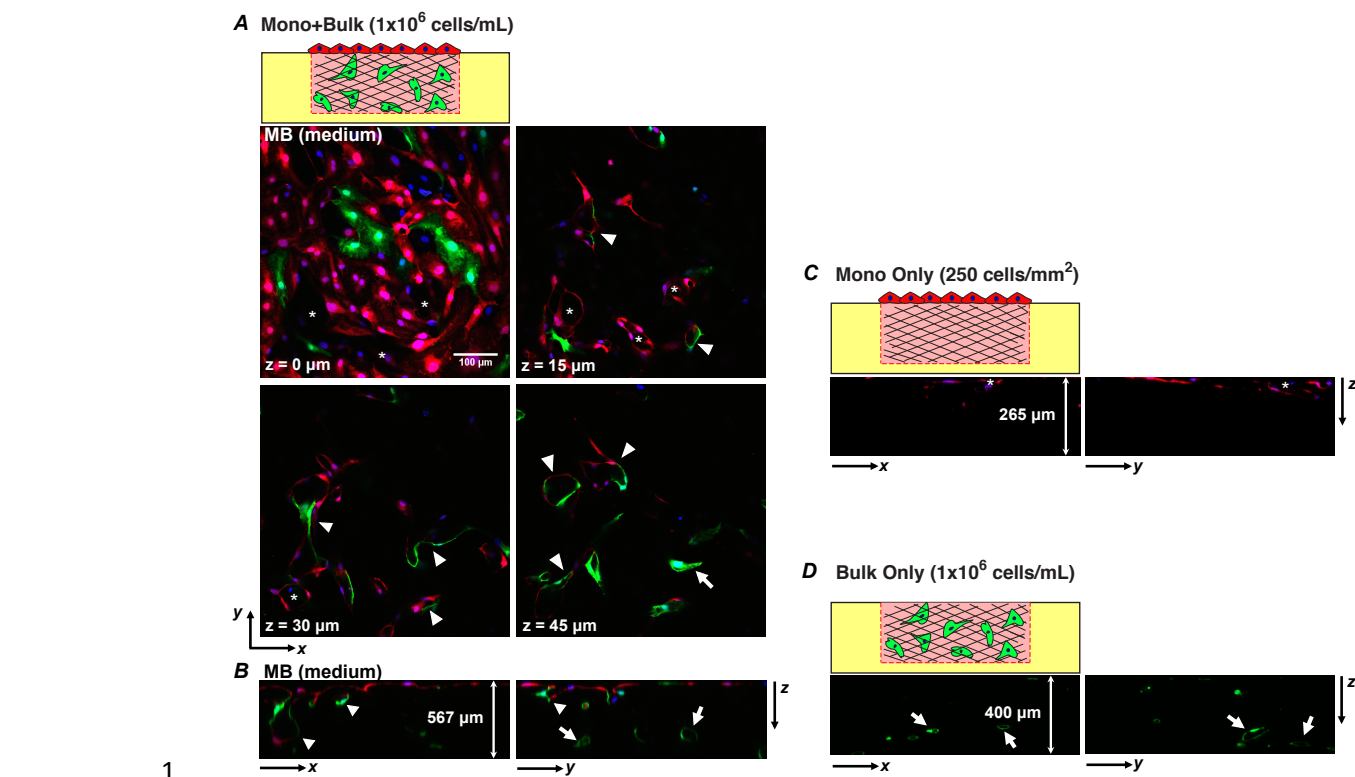 A Mono+Bulk (1x10⁶ cells/mL)
MB (medium)
*
*
*
z = 0 µm
100 µm
*
*
*
z = 15 µm
*
z = 30 µm
z = 45 µm
y
x
B MB (medium)
567 µm
z
x
y
C Mono Only (250 cells/mm²)
*
265 µm
*
z
x
y
D Bulk Only (1x10⁶ cells/mL)
400 µm
z
x
y
1